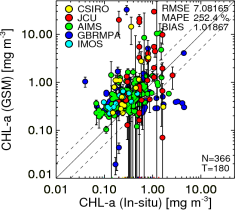 CSIRO
JCU
AIMS
GBRMPA
IMOS
RMSE 7.08165
MAPE 252.4 %
BIAS 1.01867
N=366
T=180
10.00
1.00
0.10
0.01
0.01 0.10 1.00 10.00
CHL-a (GSM) [mg m-3]
CHL-a (In-situ) [mg m-3]